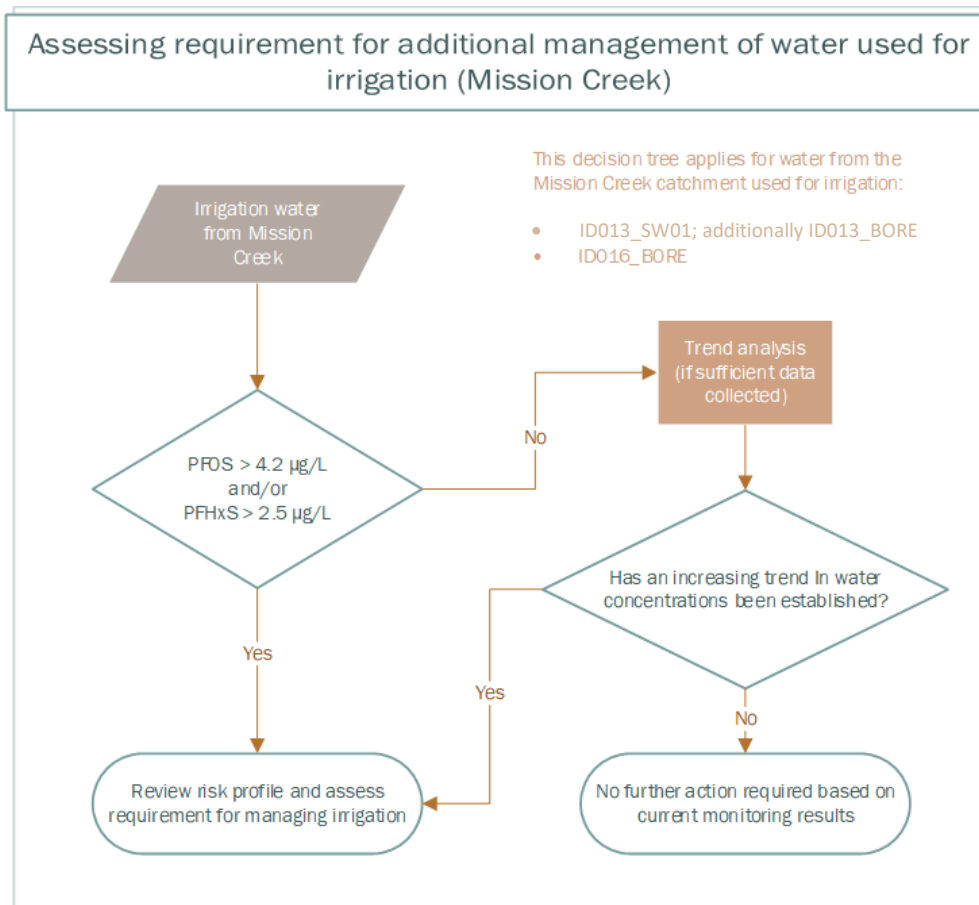 Assessing requirement for additional management of water used for
irrigation (Mission Creek)
This decision tree applies for water from the
Mission Creek catchment used for irrigation:
• ID013_SW01; additionally ID013_BORE
• ID016_BORE
Irrigation water
from Mission
Creek
Trend analysis
(if sufficient data
collected)
No
PFOS > 4.2 µg/L
and/or
PFHxS > 2.5 µg/L
Has an increasing trend In water
concentrations been established?
Yes
Yes
No
Review risk profile and assess
requirement for managing irrigation
No further action required based on
current monitoring results